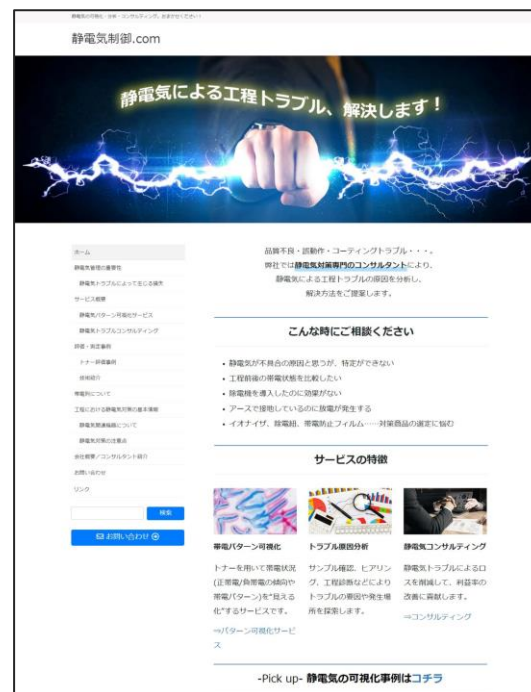 静電気の可視化・分析・コンサルティング、おまかせください!
静電気制御.com
静電気による工程トラブル、解決します!
ホーム
静電気管理の重要性
静電気トラブルによって生じる損失
サービス概要
静電気パターン可視化サービス
静電気トラブルコンサルティング
評価・測定事例
トナー評価事例
技術紹介
帯電列について
工程における静電気対策の基本情報
静電気関連機器について
静電気対策の注意点
会社概要/コンサルタント紹介
お問い合わせ
リンク
検索
お問い合わせ
品質不良・誤動作・コーティングトラブル・・・。
弊社では静電気対策専門のコンサルタントにより、
静電気による工程トラブルの原因を分析し、
解決方法をご提案します。
こんな時にご相談ください
• 静電気が不具合の原因と思うが、特定ができない
• 工程前後の帯電状態を比較したい
• 除電機を導入したのに効果がない
• アースで接地しているのに放電が発生する
• イオナイザ、除電紐、帯電防止フィルム……対策商品の選定に悩む
サービスの特徴
帯電パターン可視化
トナーを用いて帯電状況
(正帯電/負帯電の傾向や
帯電パターン)を"見える
化"するサービスです。
⇒パターン可視化サービ
ス
トラブル原因分析
サンプル確認、ヒアリン
グ、工程診断などにより
トラブルの要因や発生場
所を探索します。
静電気コンサルティング
静電気トラブルによるロ
スを削減して、利益率の
改善に貢献します。
⇒コンサルティング
-Pick up- 静電気の可視化事例はコチラ